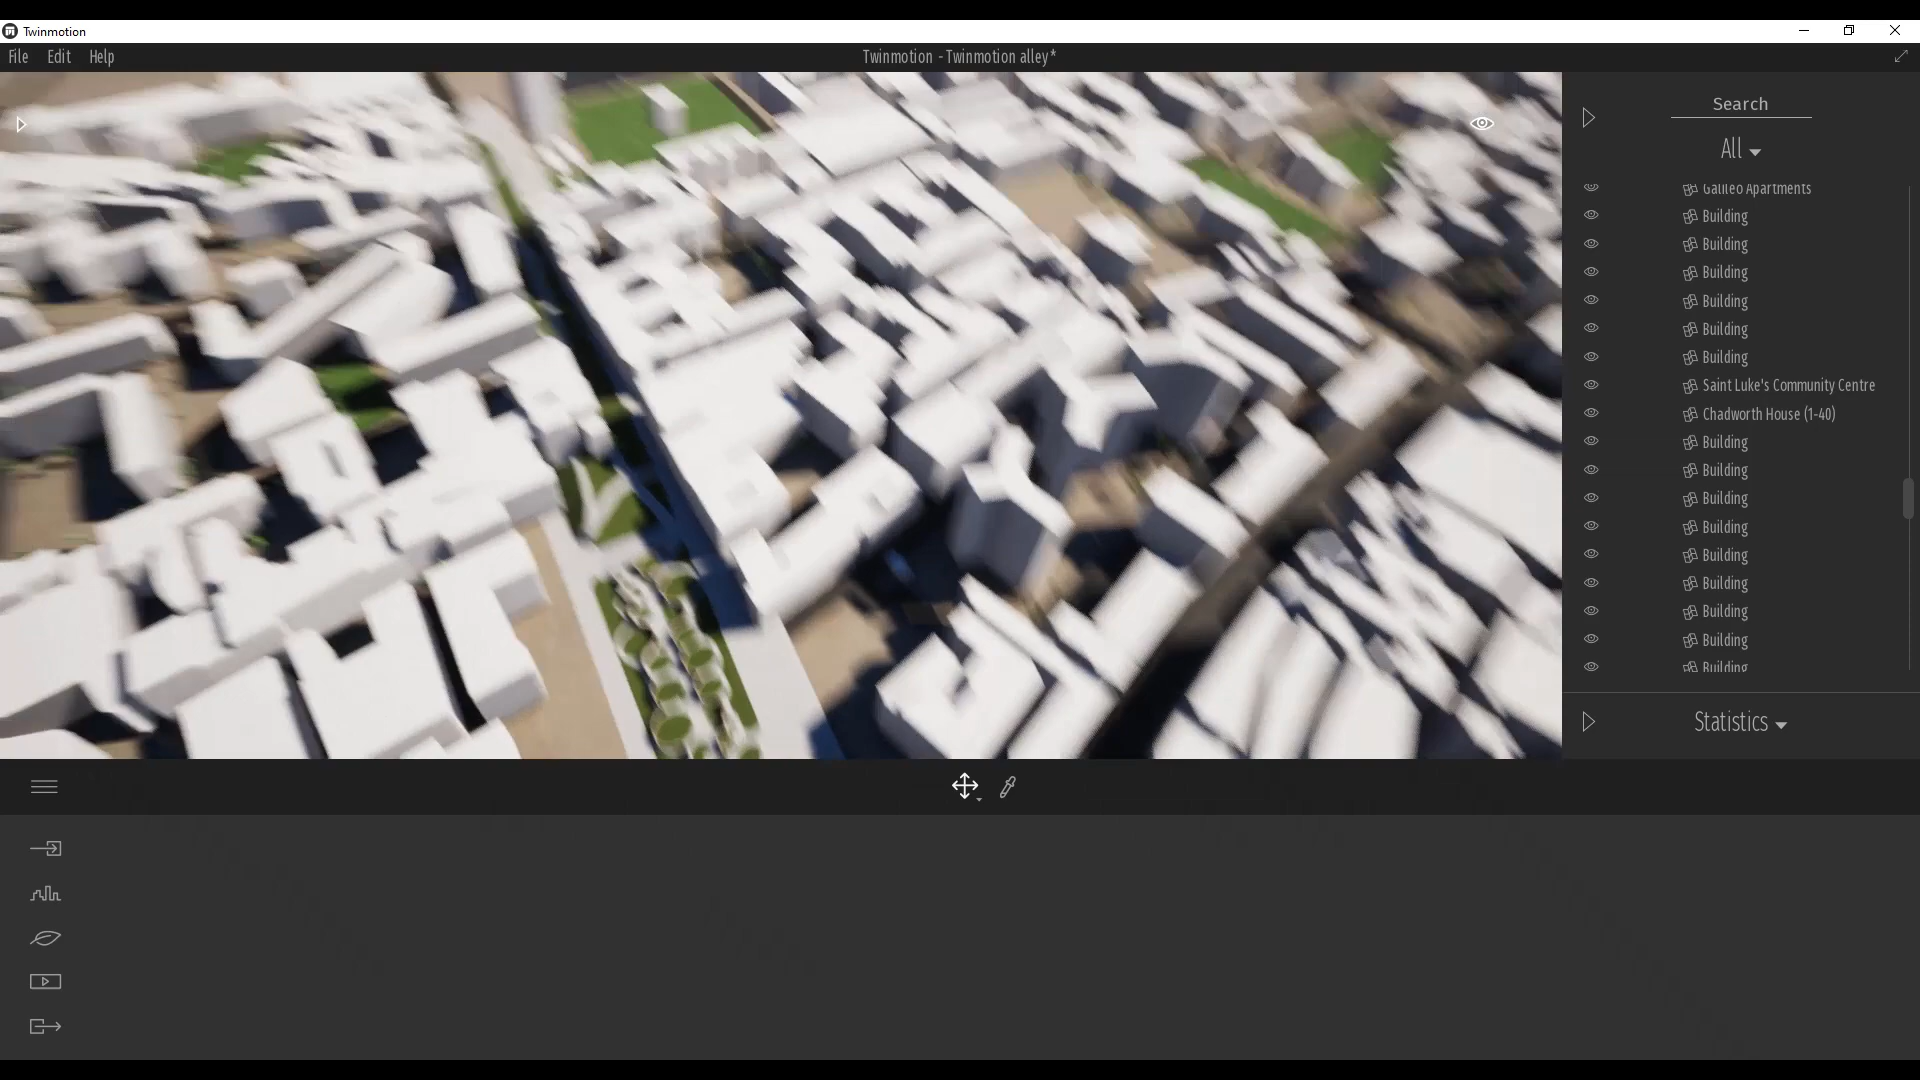 Twinmotion
File Edit Help
Twinmotion - Twinmotion alley*
Search
All
Galileo Apartments
Building
Building
Building
Building
Building
Building
Saint Luke's Community Centre
Chadworth House (1-40)
Building
Building
Building
Building
Building
Building
Building
Building
Building
Statistics